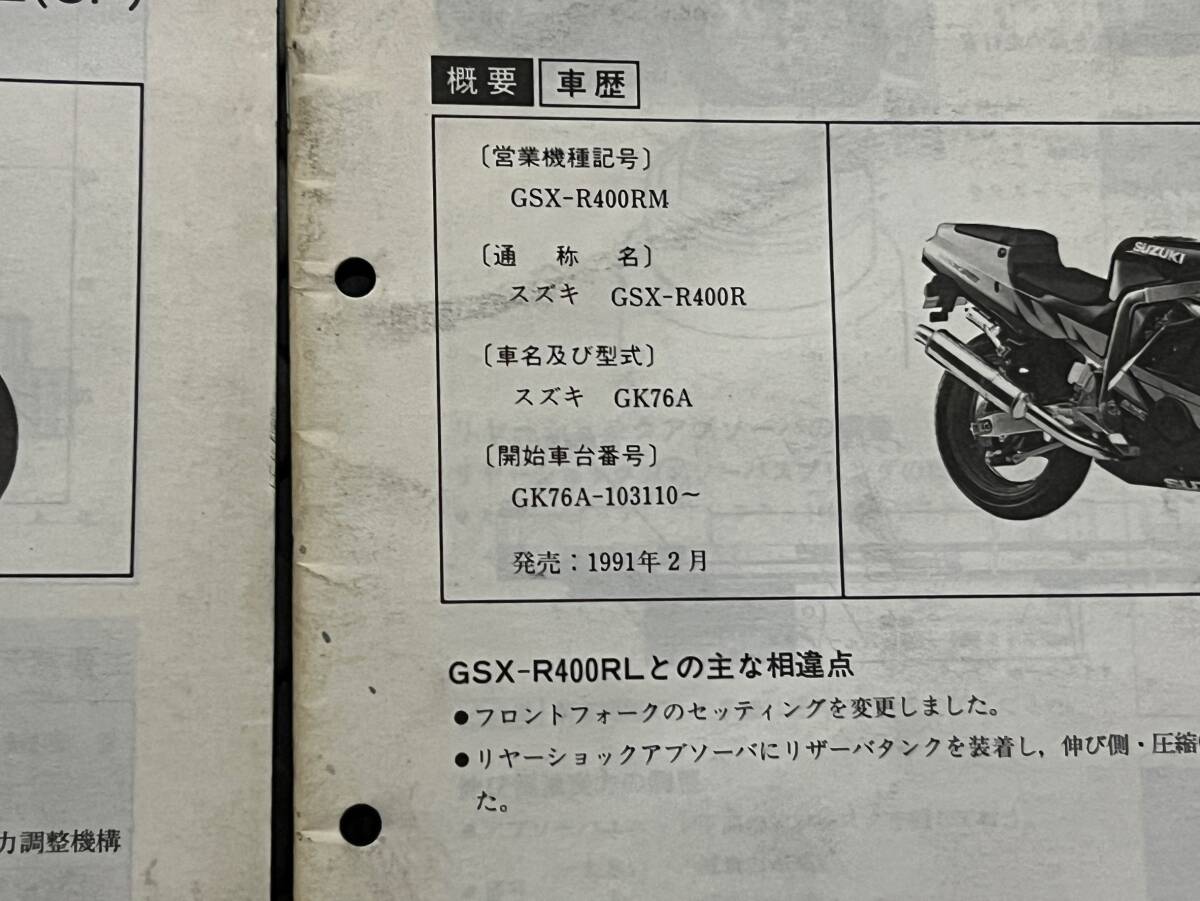 概要 車歴
〔営業機種記号〕
GSX-R400RM
〔通称名〕
スズキ GSX-R400R
〔車名及び型式〕
スズキ GK76A
〔開始車台番号〕
GK76A-103110～
発売：1991年2月
SUZUKI
GSX-R400RLとの主な相違点
●フロントフォークのセッティングを変更しました。
●リヤーショックアブソーバにリザーバタンクを装着し，伸び側・圧縮
た。
力調整機構